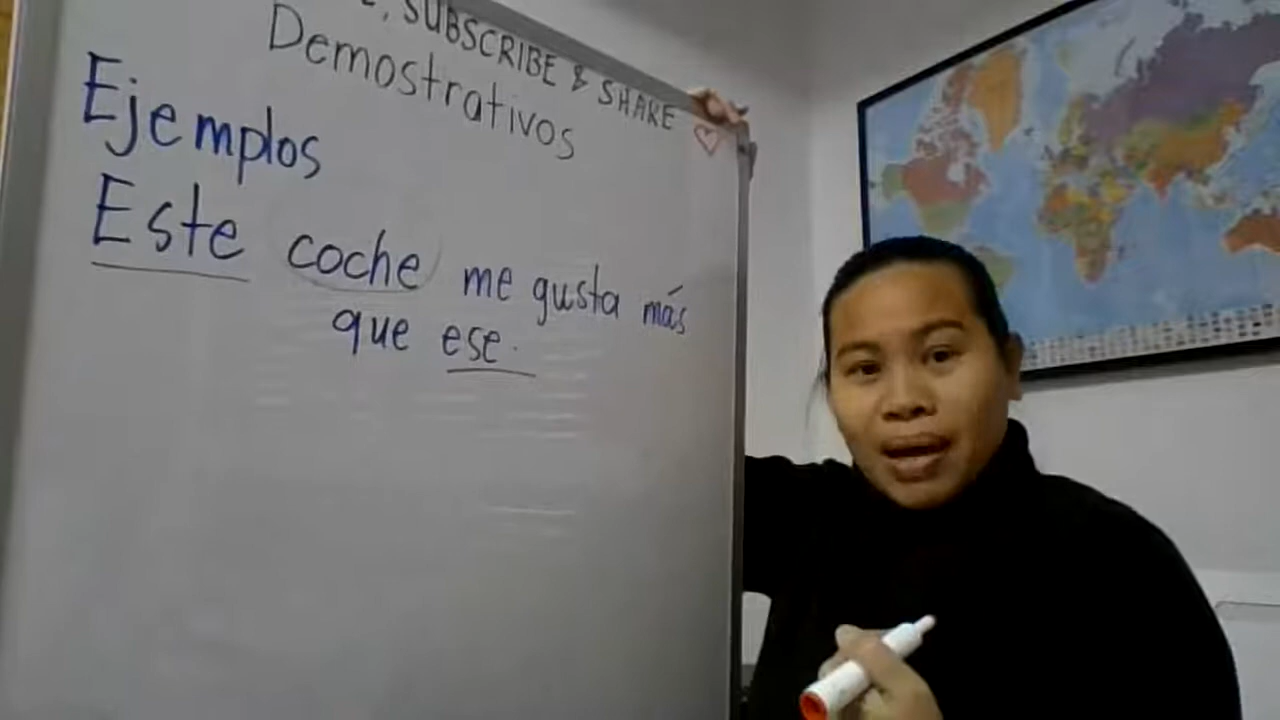 SUBSCRIBE & SHARE
Demostrativos
Ejemplos
Este coche me gusta más
que ese.